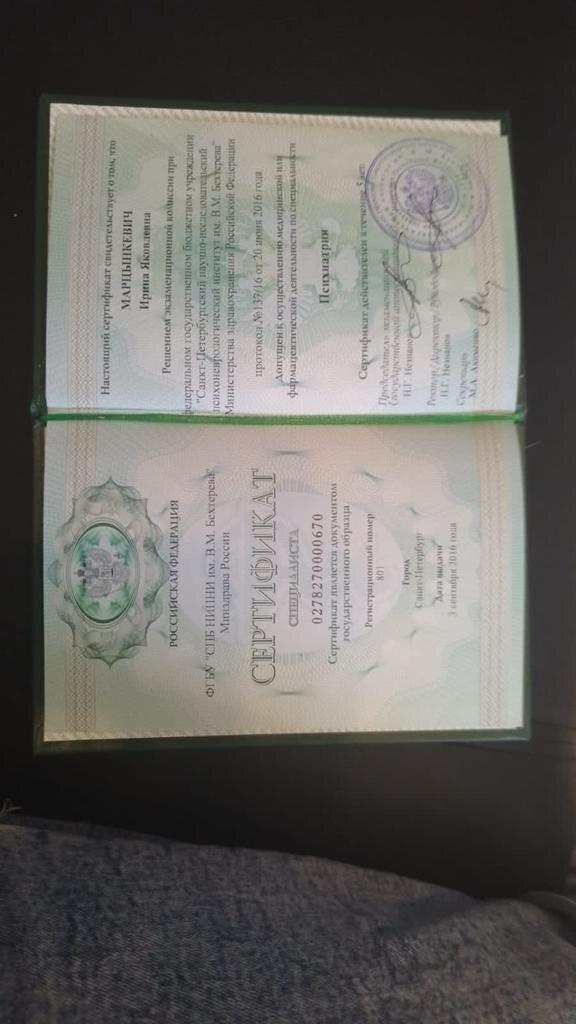 РОССИЙСКАЯ ФЕДЕРАЦИЯ
ФГБУ "СПБ НИПНИ им. В.М. Бехтерева"
Минздрава России
СЕРТИФИКАТ
СПЕЦИАЛИСТА
0278270000670
Сертификат является документом
государственного образца
Регистрационный номер
801
Город
Санкт-Петербург
Дата выдачи
3 сентября 2016 года
Настоящий сертификат свидетельствует о том, что
МАРЦЫНКЕВИЧ
Ирина Яковлевна
Решением экзаменационной комиссии при
федеральном государственном бюджетном учреждении
"Санкт-Петербургский научно-исследовательский
психоневрологический институт им. В.М. Бехтерева"
Министерства здравоохранения Российской Федерации
протокол №137/16 от 20 июня 2016 года
Допущен к осуществлению медицинской или
фармацевтической деятельности по специальности
Психиатрия
Сертификат действителен в течение 5 лет.
Председатель экзаменационной
(государственной
Н.Г. Незнанов
Ректор/Директор/
Н.Г. Незнанов
Секретарь
М.А.